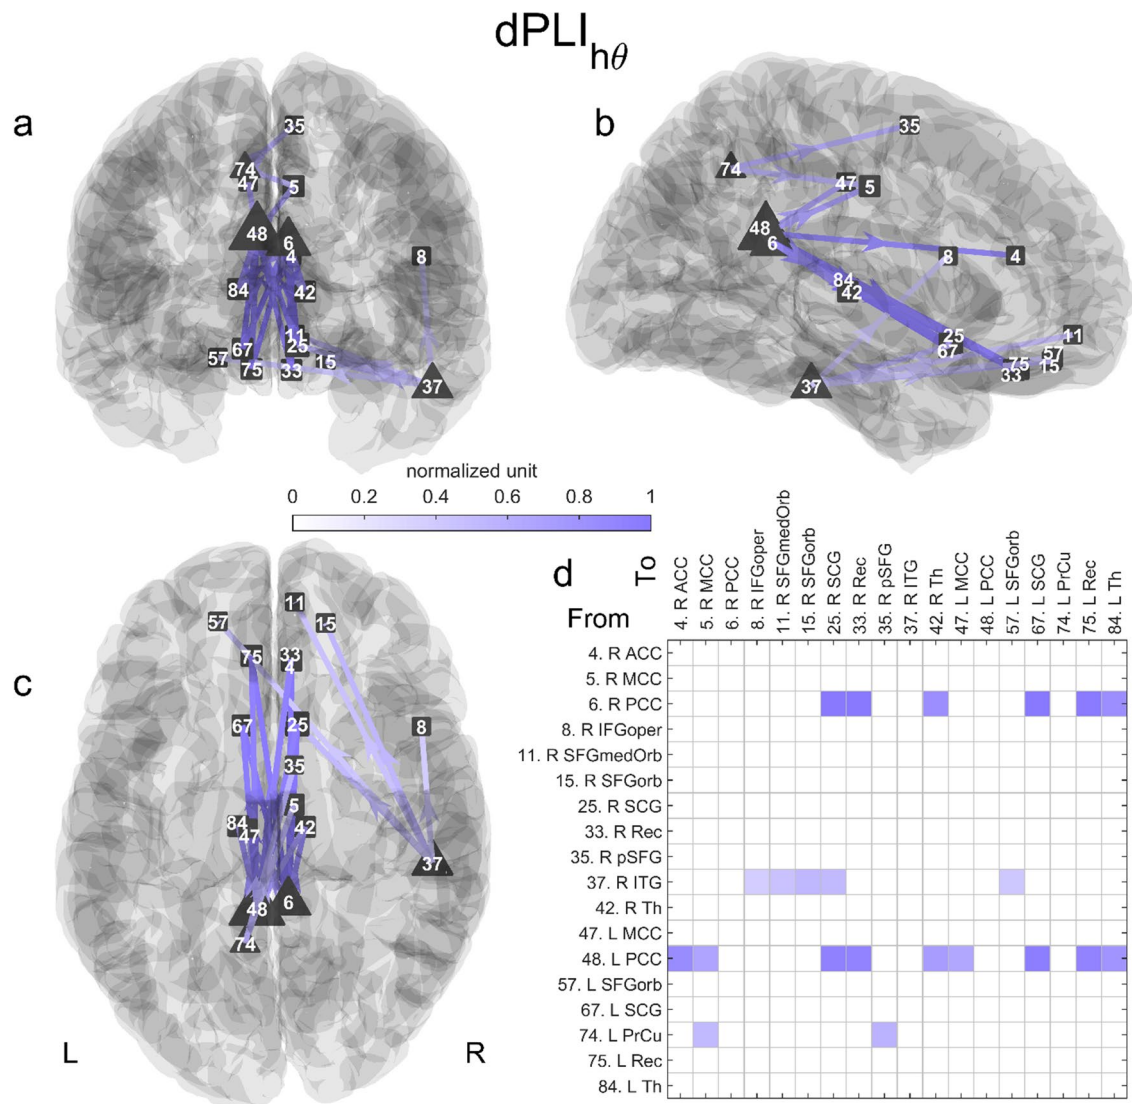 dPLI hθ
a
35
74
47
5
48
6
4
8
84
42
11
67
25
57
75
33
15
37
b
35
74
47
5
48
6
8
4
84
42
25
67
11
57
75
15
33
37
normalized unit
0 0.2 0.4 0.6 0.8 1
c
11
57
15
75
33
4
67
25
8
35
5
84
42
47
37
48
6
74
L
R
d
To
From
4. R ACC
5. R MCC
6. R PCC
8. R IFGoper
11. R SFGmedOrb
15. R SFGorb
25. R SCG
33. R Rec
35. R pSFG
37. R ITG
42. R Th
47. L MCC
48. L PCC
57. L SFGorb
67. L SCG
74. L PrCu
75. L Rec
84. L Th
4. R ACC
5. R MCC
6. R PCC
8. R IFGoper
11. R SFGmedOrb
15. R SFGorb
25. R SCG
33. R Rec
35. R pSFG
37. R ITG
42. R Th
47. L MCC
48. L PCC
57. L SFGorb
67. L SCG
74. L PrCu
75. L Rec
84. L Th